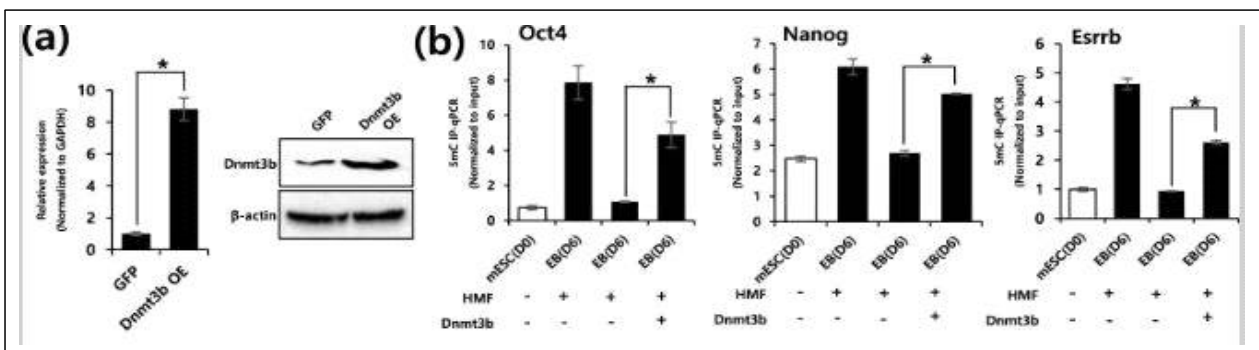 (a)
Relative expression
(Normalized to GAPDH)
10
8
6
4
2
0
*
GFP
Dnmt3b OE
GFP
Dnmt3b
OE
Dnmt3b
β-actin
(b)
Oct4
5mC IP-qPCR
(Normalized to input)
10
8
6
4
2
0
*
mESC(D0)
EB(D6)
EB(D6)
EB(D6)
HMF - + + +
Dnmt3b - - - +
Nanog
5mC IP-qPCR
(Normalized to input)
7
6
5
4
3
2
1
0
*
mESC(D0)
EB(D6)
EB(D6)
EB(D6)
HMF - + + +
Dnmt3b - - - +
Esrrb
5mC IP-qPCR
(Normalized to input)
6
5
4
3
2
1
0
*
mESC(D0)
EB(D6)
EB(D6)
EB(D6)
HMF - + + +
Dnmt3b - - - +